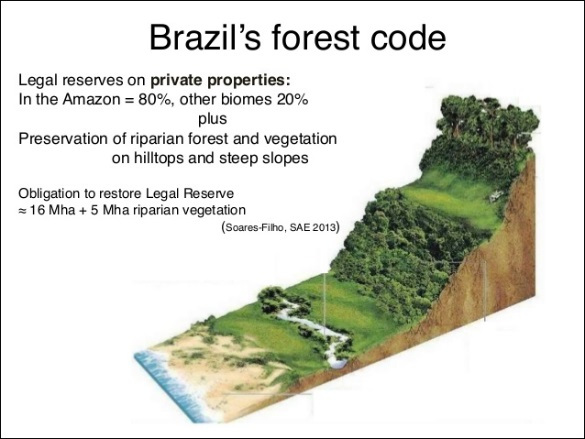 Brazil’s forest code
Legal reserves on private properties:
In the Amazon = 80%, other biomes 20%
plus
Preservation of riparian forest and vegetation
on hilltops and steep slopes
Obligation to restore Legal Reserve
≈ 16 Mha + 5 Mha riparian vegetation
(Soares-Filho, SAE 2013)